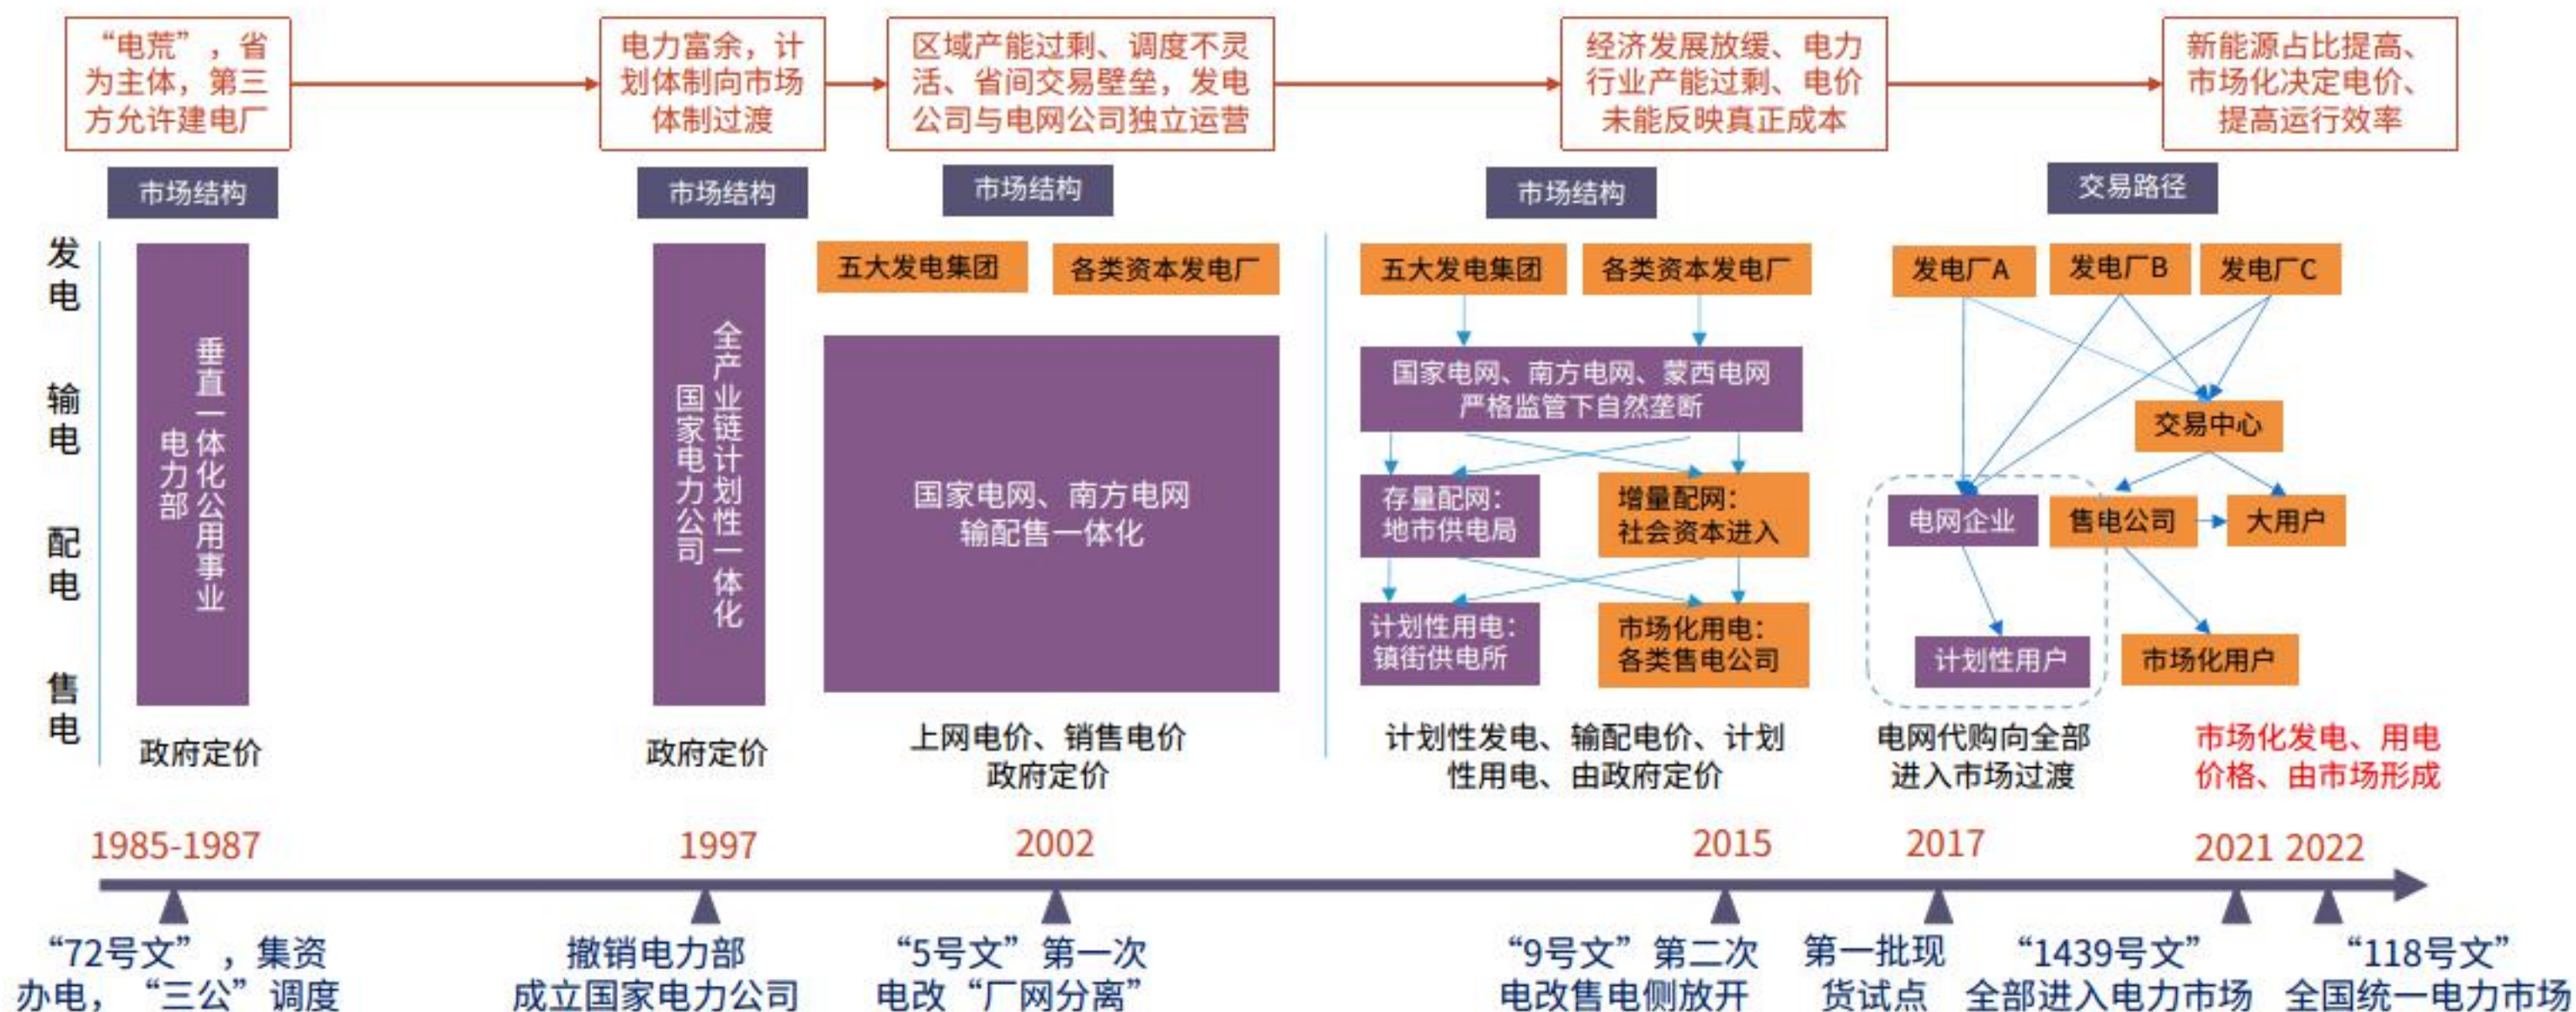 “电荒”，省
为主体，第三
方允许建电厂
电力富余，计
划体制向市场
体制过渡
区域产能过剩、调度不灵
活、省间交易壁垒，发电
公司与电网公司独立运营
经济发展放缓、电力
行业产能过剩、电价
未能反映真正成本
新能源占比提高、
市场化决定电价、
提高运行效率
市场结构
市场结构
市场结构
市场结构
交易路径
发电
输电
配电
售电
垂直一体化公用事业
电力部
政府定价
全产业链计划性一体化
国家电力公司
政府定价
五大发电集团
各类资本发电厂
国家电网、南方电网
输配售一体化
上网电价、销售电价
政府定价
五大发电集团
各类资本发电厂
国家电网、南方电网、蒙西电网
严格监管下自然垄断
存量配网：
地市供电局
增量配网：
社会资本进入
计划性用电：
镇街供电所
市场化用电：
各类售电公司
计划性发电、输配电价、计划
性用电、由政府定价
发电厂A
发电厂B
发电厂C
交易中心
电网企业
售电公司
大用户
计划性用户
市场化用户
电网代购向全部
进入市场过渡
市场化发电、用电
价格、由市场形成
1985-1987
1997
2002
2015
2017
2021
2022
“72号文”，集资
办电，“三公”调度
撤销电力部
成立国家电力公司
“5号文”第一次
电改“厂网分离”
“9号文”第二次
电改售电侧放开
第一批现
货试点
“1439号文”
全部进入电力市场
“118号文”
全国统一电力市场